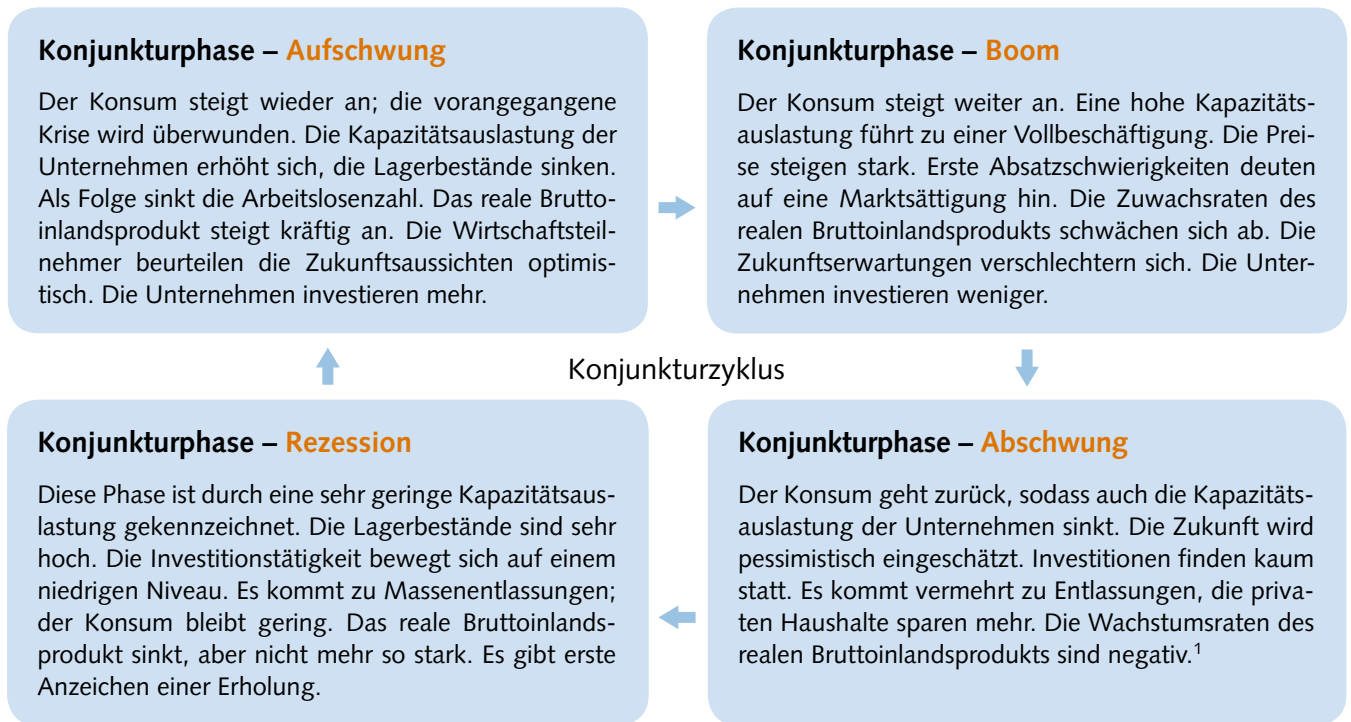 Konjunkturphase – Aufschwung
Der Konsum steigt wieder an; die vorangegangene
Krise wird überwunden. Die Kapazitätsauslastung der
Unternehmen erhöht sich, die Lagerbestände sinken.
Als Folge sinkt die Arbeitslosenzahl. Das reale Brutto-
inlandsprodukt steigt kräftig an. Die Wirtschaftsteil-
nehmer beurteilen die Zukunftsaussichten optimis-
tisch. Die Unternehmen investieren mehr.
Konjunkturphase – Boom
Der Konsum steigt weiter an. Eine hohe Kapazitäts-
auslastung führt zu einer Vollbeschäftigung. Die Prei-
se steigen stark. Erste Absatzschwierigkeiten deuten
auf eine Marktsättigung hin. Die Zuwachsraten des
realen Bruttoinlandsprodukts schwächen sich ab. Die
Zukunftserwartungen verschlechtern sich. Die Unter-
nehmen investieren weniger.
Konjunkturzyklus
Konjunkturphase – Rezession
Diese Phase ist durch eine sehr geringe Kapazitätsaus-
lastung gekennzeichnet. Die Lagerbestände sind sehr
hoch. Die Investitionstätigkeit bewegt sich auf einem
niedrigen Niveau. Es kommt zu Massenentlassungen;
der Konsum bleibt gering. Das reale Bruttoinlands-
produkt sinkt, aber nicht mehr so stark. Es gibt erste
Anzeichen einer Erholung.
Konjunkturphase – Abschwung
Der Konsum geht zurück, sodass auch die Kapazitäts-
auslastung der Unternehmen sinkt. Die Zukunft wird
pessimistisch eingeschätzt. Investitionen finden kaum
statt. Es kommt vermehrt zu Entlassungen, die priva-
ten Haushalte sparen mehr. Die Wachstumsraten des
realen Bruttoinlandsprodukts sind negativ.¹